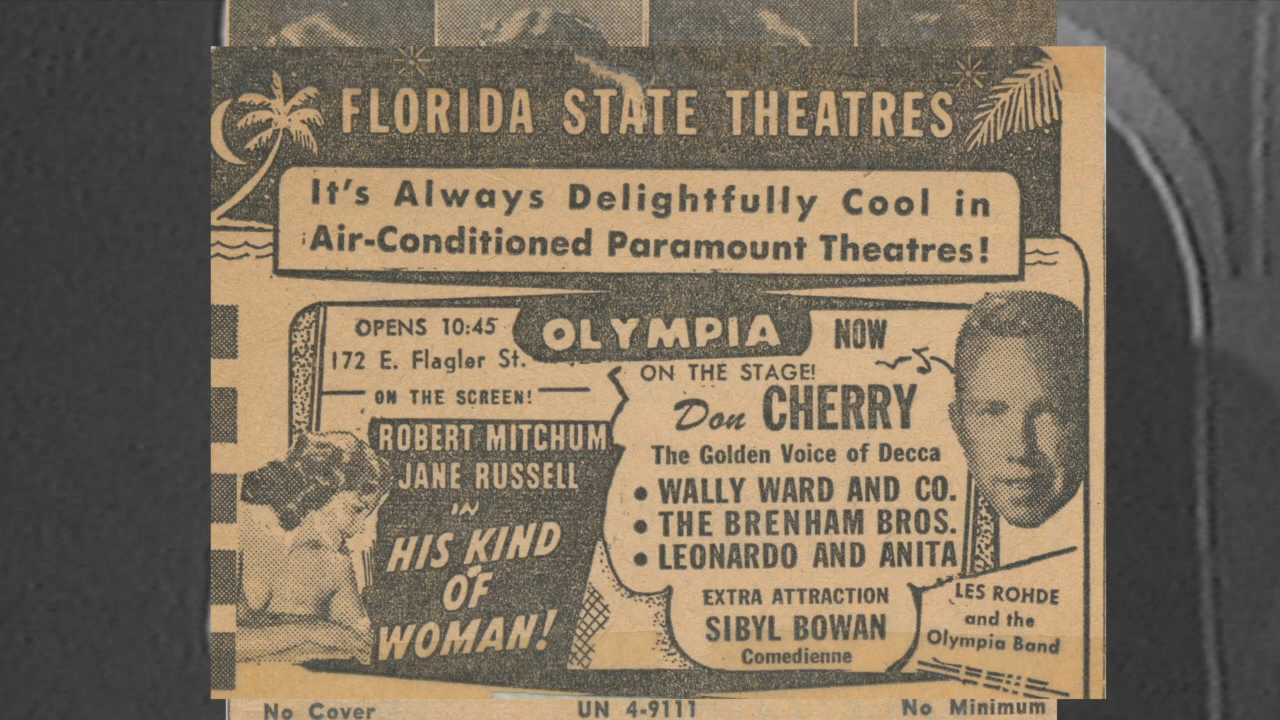 FLORIDA STATE THEATRES
It's Always Delightfully Cool in
Air-Conditioned Paramount Theatres!
OPENS 10:45
172 E. Flagler St.
OLYMPIA
NOW
ON THE SCREEN!
ROBERT MITCHUM
JANE RUSSELL
IN
HIS KIND
OF
WOMAN!
ON THE STAGE!
Don CHERRY
The Golden Voice of Decca
• WALLY WARD AND CO.
• THE BRENHAM BROS.
• LEONARDO AND ANITA
EXTRA ATTRACTION
SIBYL BOWAN
Comedienne
LES ROHDE
and the
Olympia Band
No Cover UN 4-9111 No Minimum